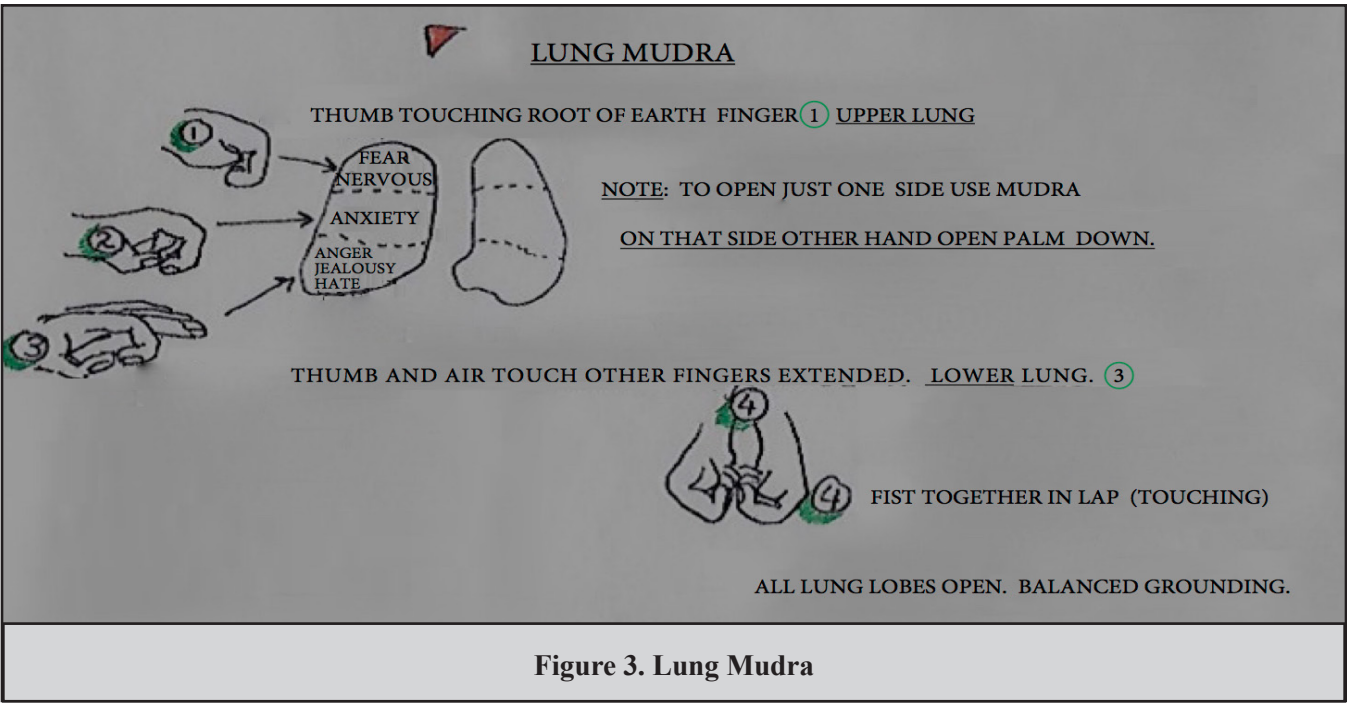 LUNG MUDRA
THUMB TOUCHING ROOT OF EARTH FINGER 1 UPPER LUNG
1
FEAR
NERVOUS
NOTE: TO OPEN JUST ONE SIDE USE MUDRA
2
ANXIETY
ON THAT SIDE OTHER HAND OPEN PALM DOWN.
ANGER
JEALOUSY
HATE
3
THUMB AND AIR TOUCH OTHER FINGERS EXTENDED. LOWER LUNG. 3
4
4 FIST TOGETHER IN LAP (TOUCHING)
ALL LUNG LOBES OPEN. BALANCED GROUNDING.
Figure 3. Lung Mudra